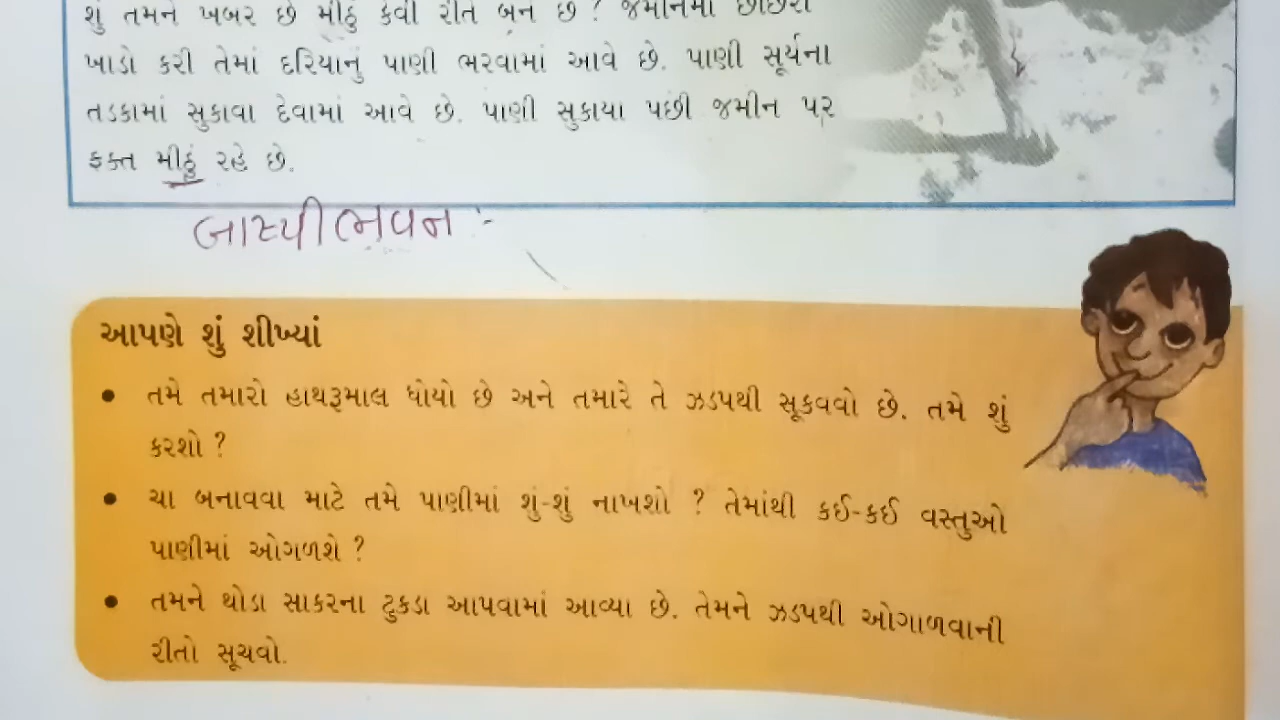 શું તમને ખબર છે મીઠું કેવી રીતે બને છે ? જમીનમાં છીછરો
ખાડો કરી તેમાં દરિયાનું પાણી ભરવામાં આવે છે. પાણી સૂર્યના
તડકામાં સુકાવા દેવામાં આવે છે. પાણી સુકાયા પછી જમીન પર
ફક્ત મીઠું રહે છે.
બાષ્પીભવન :-
આપણે શું શીખ્યાં
• તમે તમારો હાથરૂમાલ ધોયો છે અને તમારે તે ઝડપથી સૂકવવો છે. તમે શું
કરશો ?
• ચા બનાવવા માટે તમે પાણીમાં શું-શું નાખશો ? તેમાંથી કઈ-કઈ વસ્તુઓ
પાણીમાં ઓગળશે ?
• તમને થોડા સાકરના ટુકડા આપવામાં આવ્યા છે. તેમને ઝડપથી ઓગાળવાની
રીતો સૂચવો.